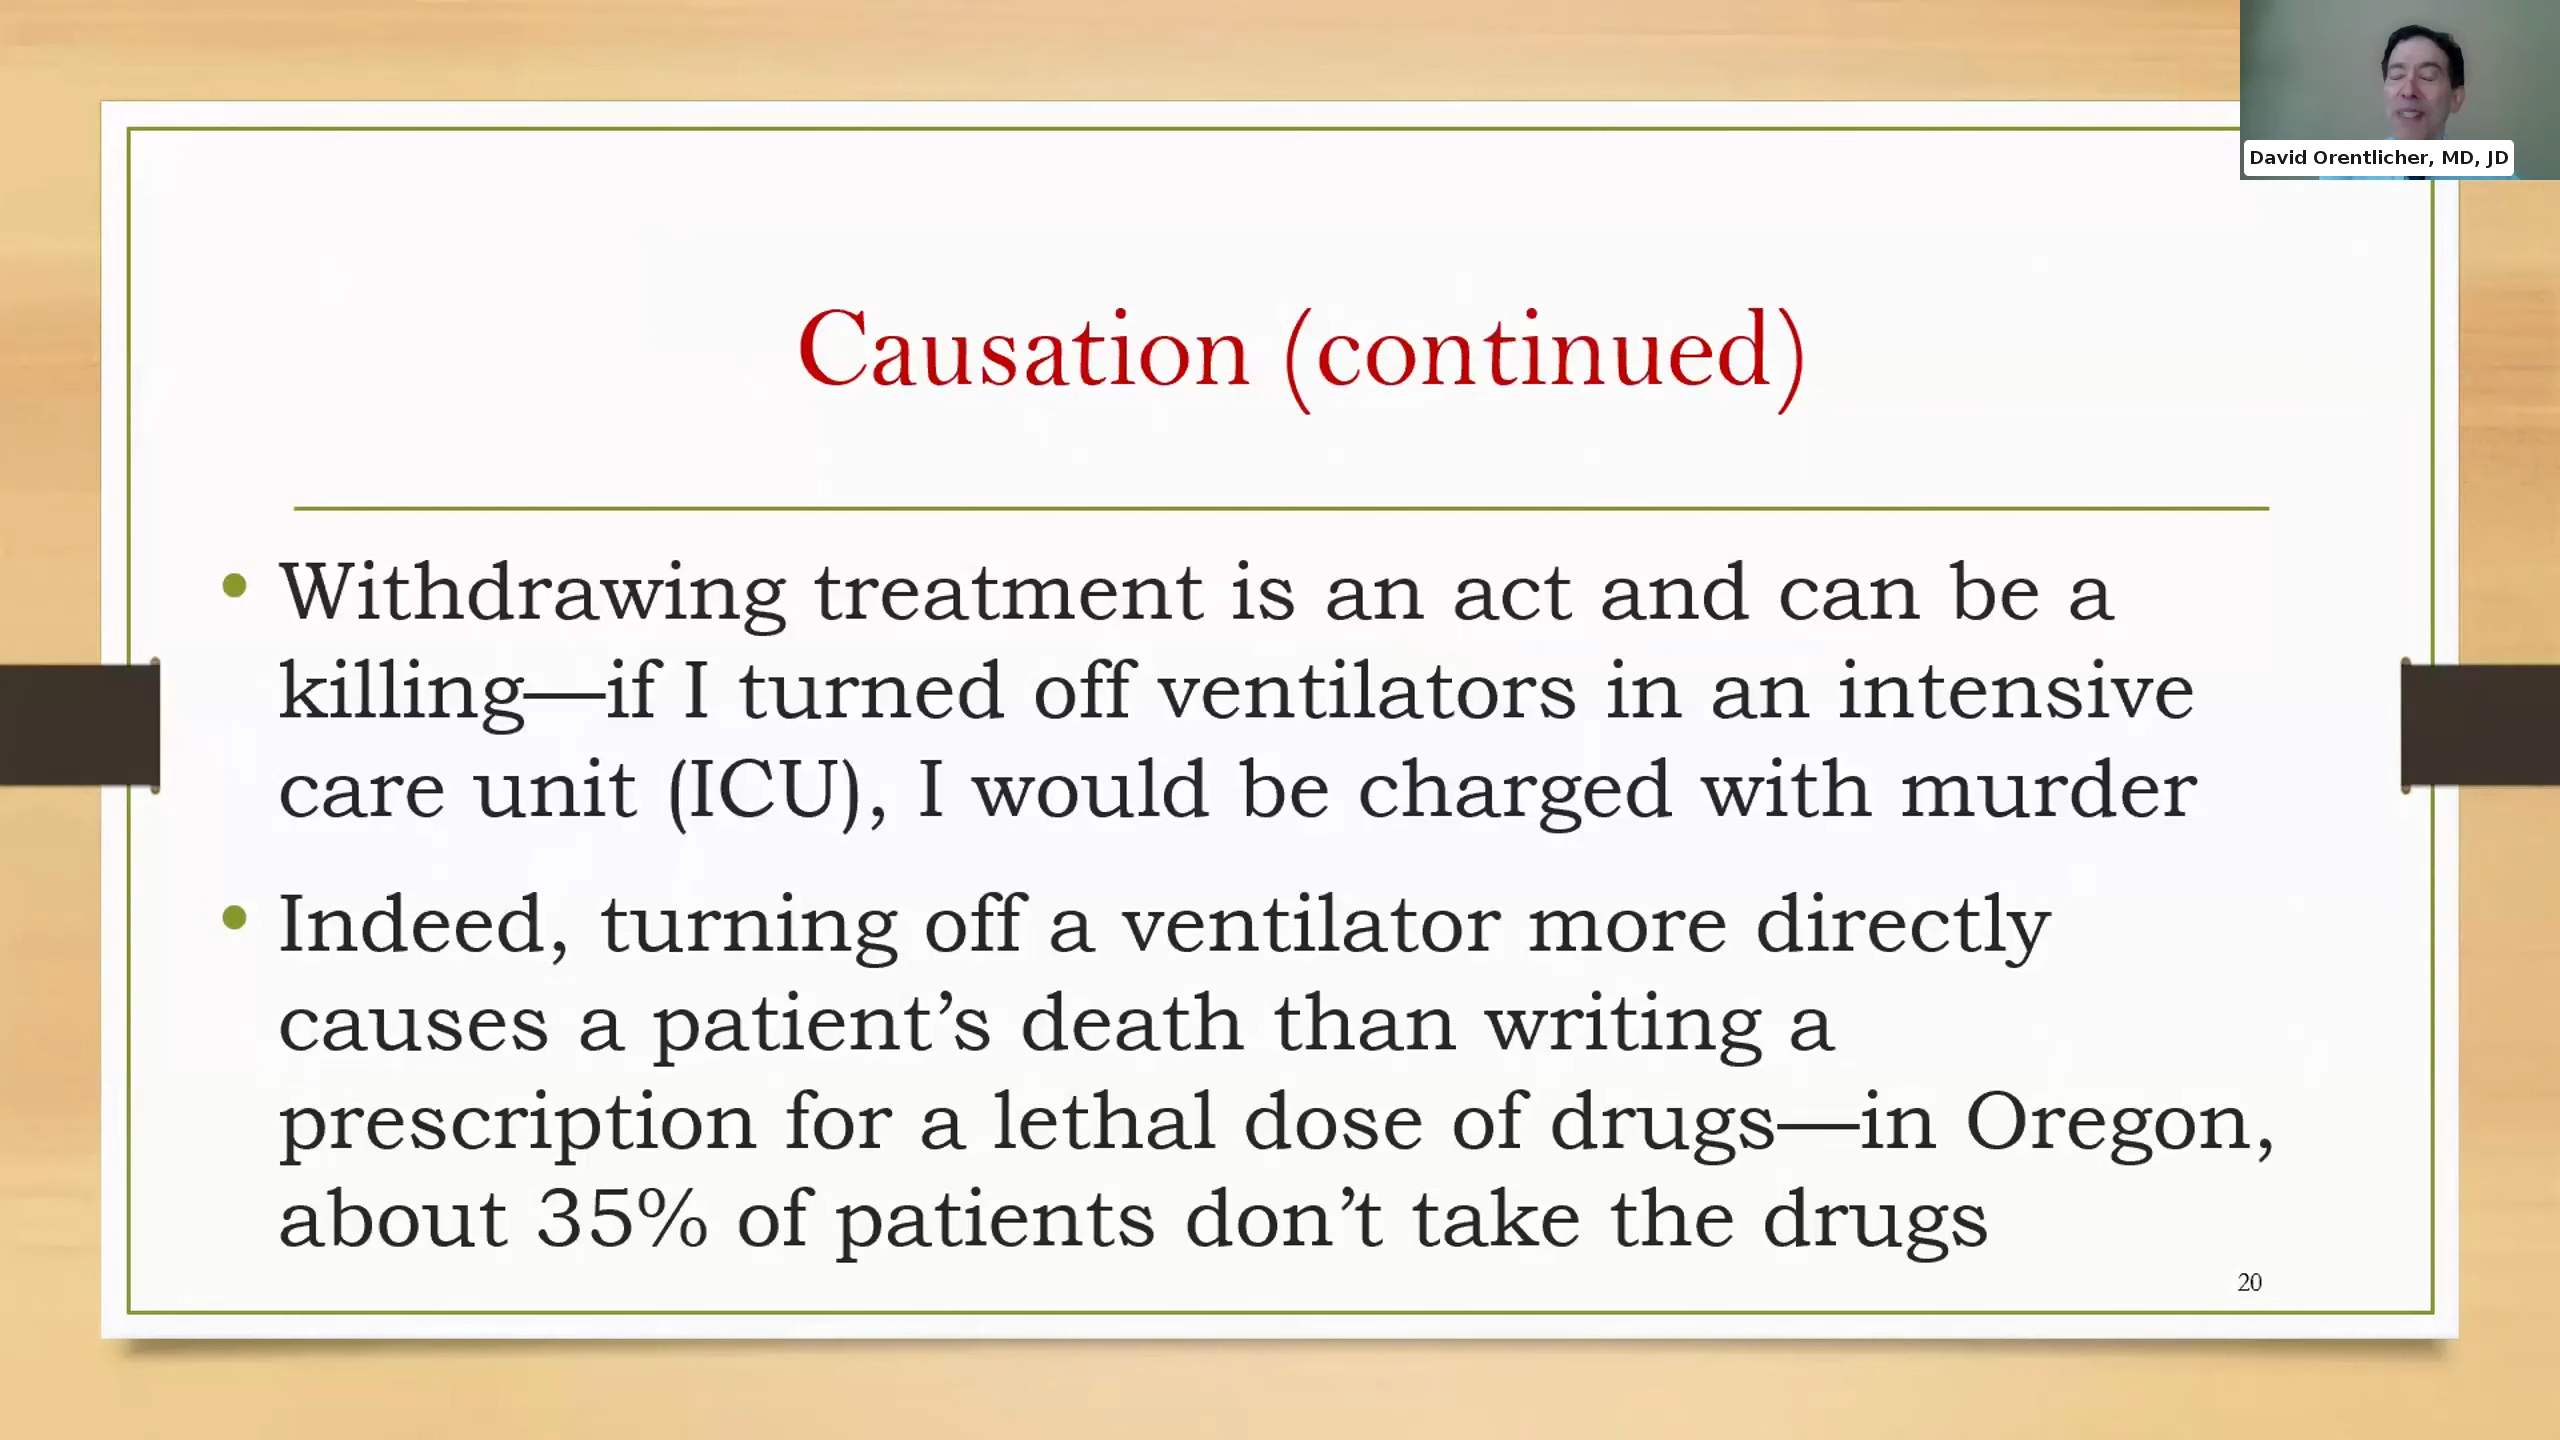 David Orentlicher, MD, JD
Causation (continued)
• Withdrawing treatment is an act and can be a
killing—if I turned off ventilators in an intensive
care unit (ICU), I would be charged with murder
• Indeed, turning off a ventilator more directly
causes a patient’s death than writing a
prescription for a lethal dose of drugs—in Oregon,
about 35% of patients don’t take the drugs
20